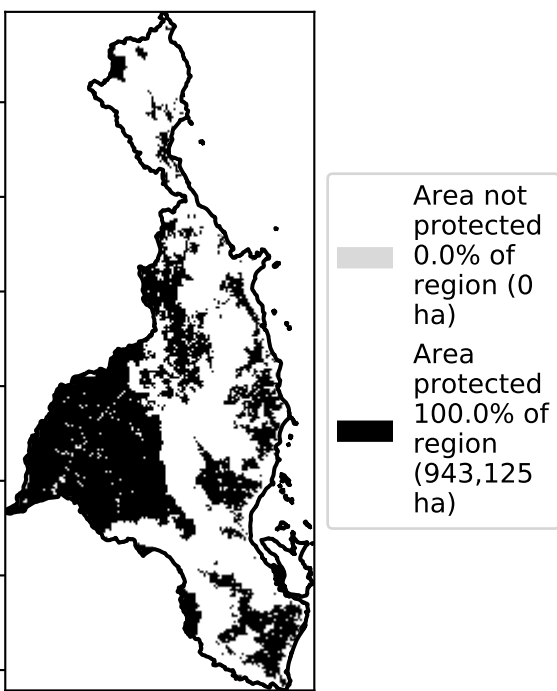 Area not
protected
0.0% of
region (0
ha)
Area
protected
100.0% of
region
(943,125
ha)